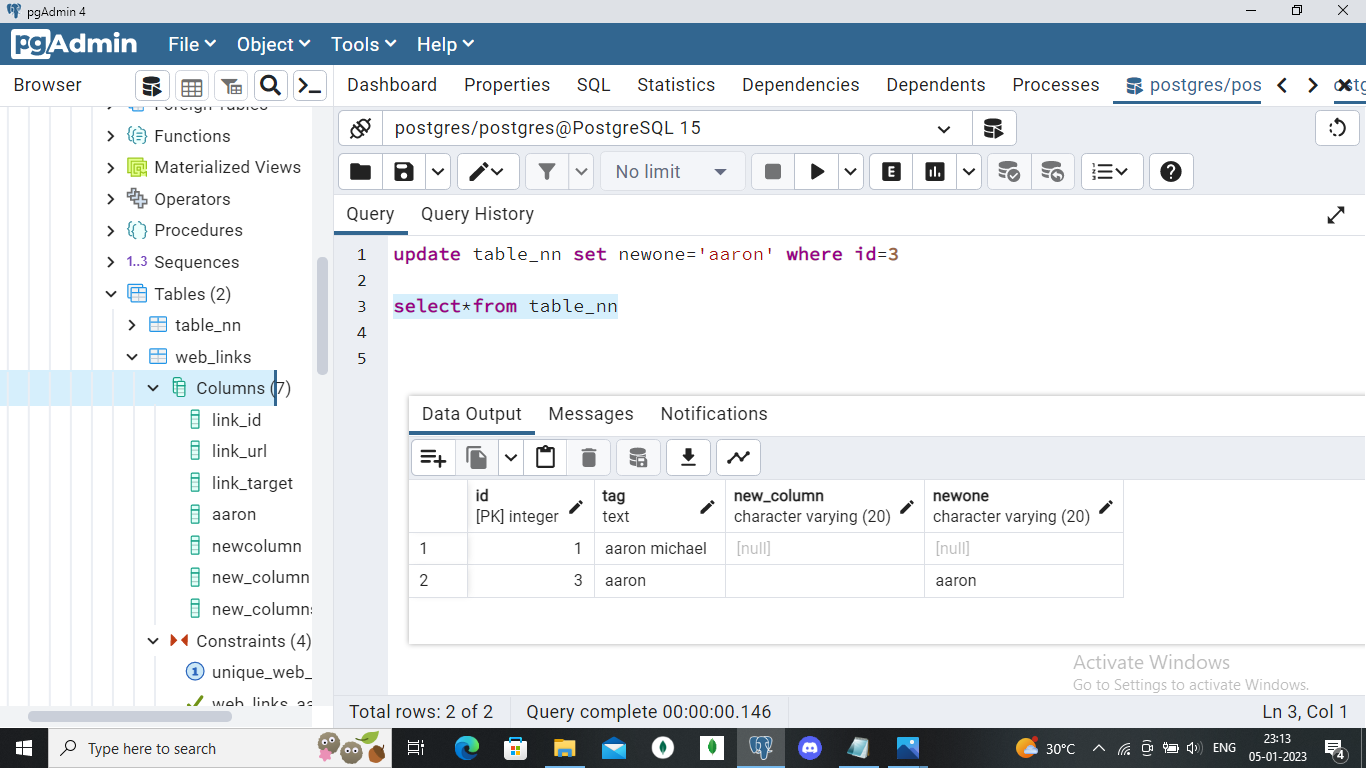 pgAdmin 4
pgAdmin File Object Tools Help
Browser
Dashboard Properties SQL Statistics Dependencies Dependents Processes postgres/pos
Foreign Tables
Functions
Materialized Views
Operators
Procedures
1..3 Sequences
Tables (2)
table_nn
web_links
Columns (7)
link_id
link_url
link_target
aaron
newcolumn
new_column
new_column
Constraints (4)
1 unique_web_
postgres/postgres@PostgreSQL 15
No limit E
Query Query History
1 update table_nn set newone='aaron' where id=3
2
3 select*from table_nn
4
5
Data Output Messages Notifications
id tag new_column newone
[PK] integer text character varying (20) character varying (20)
1 1 aaron michael [null] [null]
2 3 aaron aaron
Activate Windows
Go to Settings to activate Windows.
Total rows: 2 of 2 Query complete 00:00:00.146 Ln 3, Col 1
Type here to search 30°C ENG 23:13
05-01-2023 4